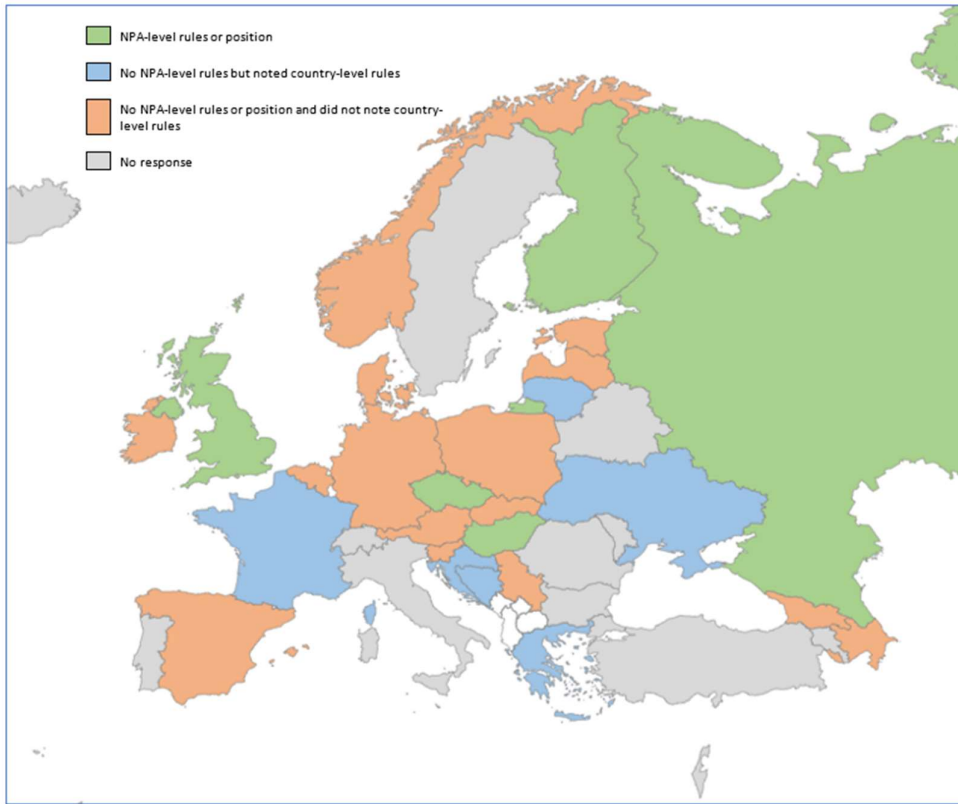 NPA-level rules or position
No NPA-level rules but noted country-level rules
No NPA-level rules or position and did not note country-
level rules
No response